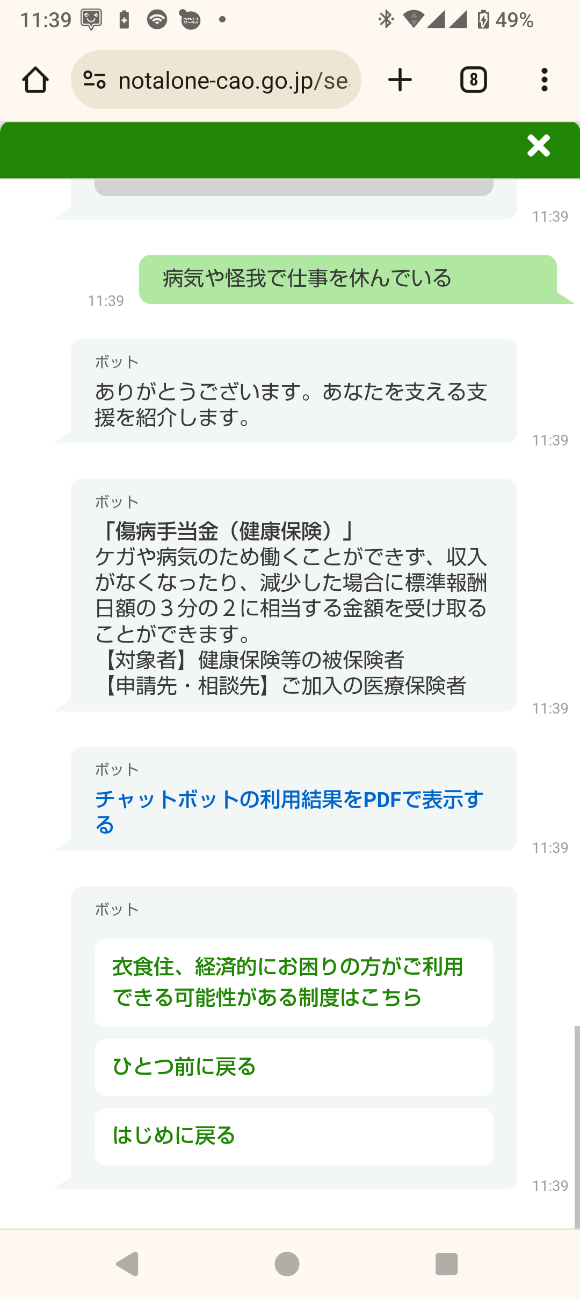 11:39
49%
notalone-cao.go.jp/se
8
11:39
病気や怪我で仕事を休んでいる
11:39
ボット
ありがとうございます。あなたを支える支
援を紹介します。
11:39
ボット
「傷病手当金（健康保険）」
ケガや病気のため働くことができず、収入
がなくなったり、減少した場合に標準報酬
日額の３分の２に相当する金額を受け取る
ことができます。
【対象者】健康保険等の被保険者
【申請先・相談先】ご加入の医療保険者
11:39
ボット
チャットボットの利用結果をPDFで表示す
る
11:39
ボット
衣食住、経済的にお困りの方がご利用
できる可能性がある制度はこちら
ひとつ前に戻る
はじめに戻る
11:39